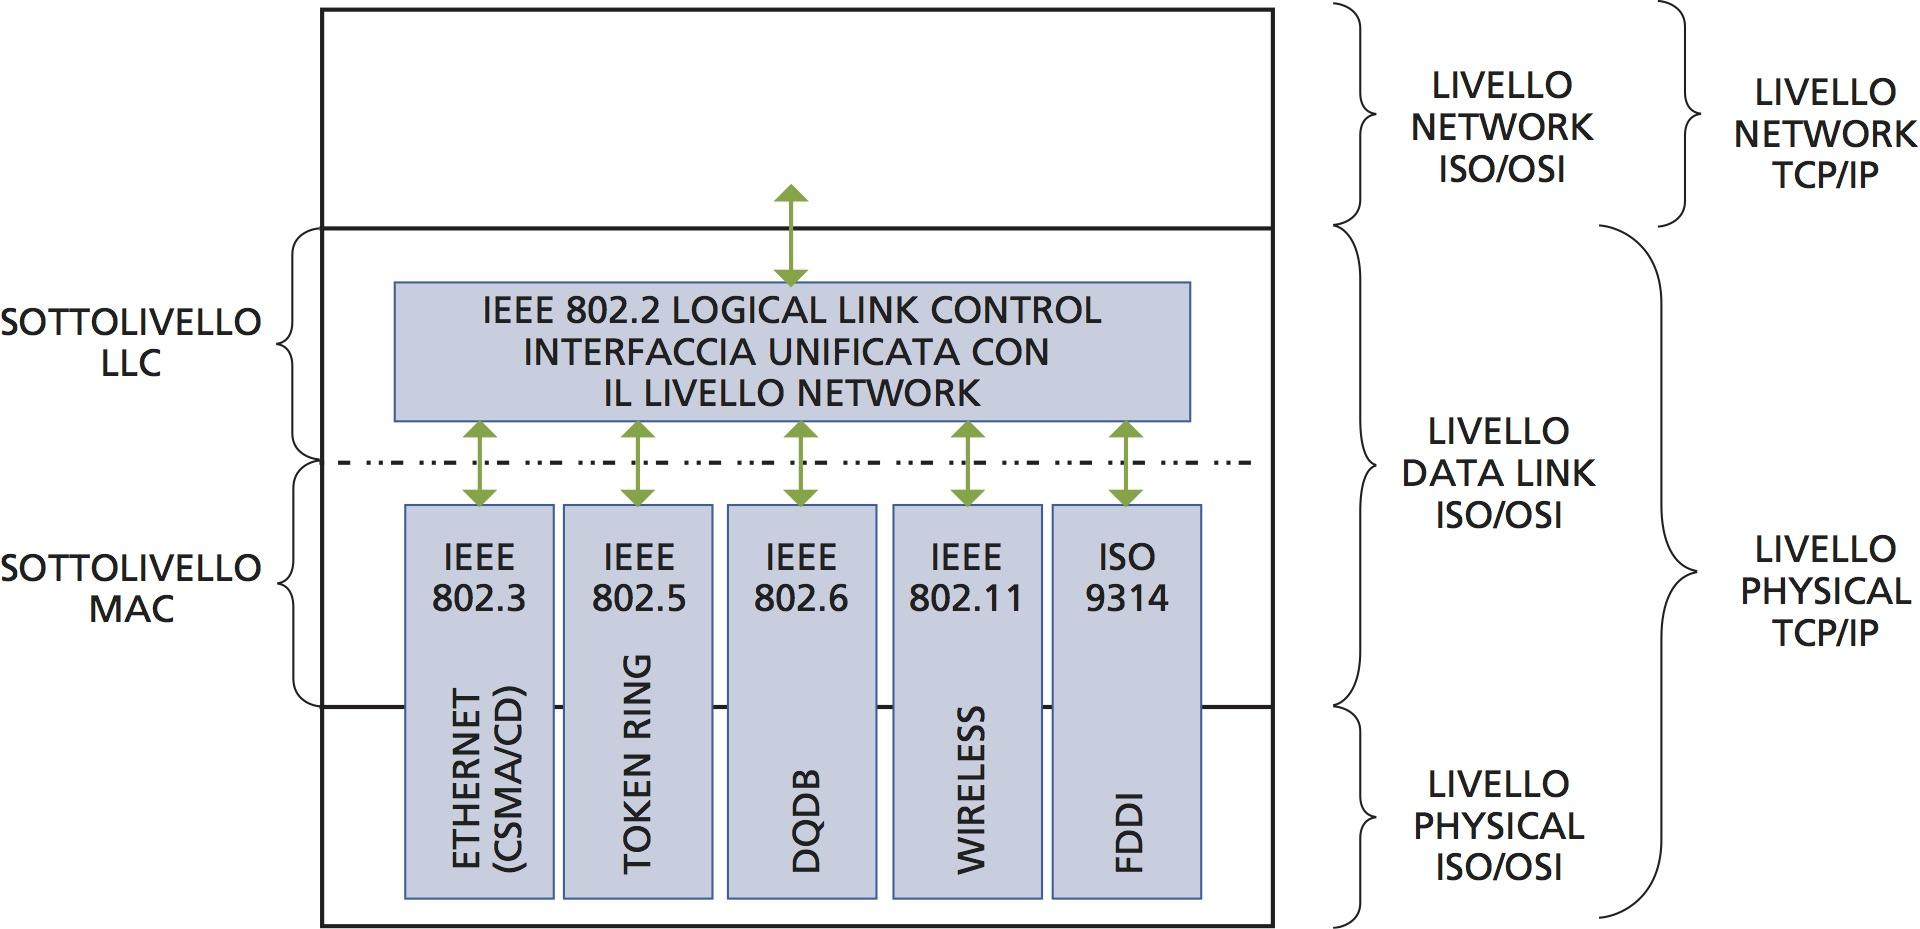 LIVELLO
NETWORK
ISO/OSI
LIVELLO
NETWORK
TCP/IP
SOTTOLIVELLO
LLC
IEEE 802.2 LOGICAL LINK CONTROL
INTERFACCIA UNIFICATA CON
IL LIVELLO NETWORK
LIVELLO
DATA LINK
ISO/OSI
SOTTOLIVELLO
MAC
IEEE
802.3
ETHERNET
(CSMA/CD)
IEEE
802.5
TOKEN RING
IEEE
802.6
DQDB
IEEE
802.11
WIRELESS
ISO
9314
FDDI
LIVELLO
PHYSICAL
TCP/IP
LIVELLO
PHYSICAL
ISO/OSI